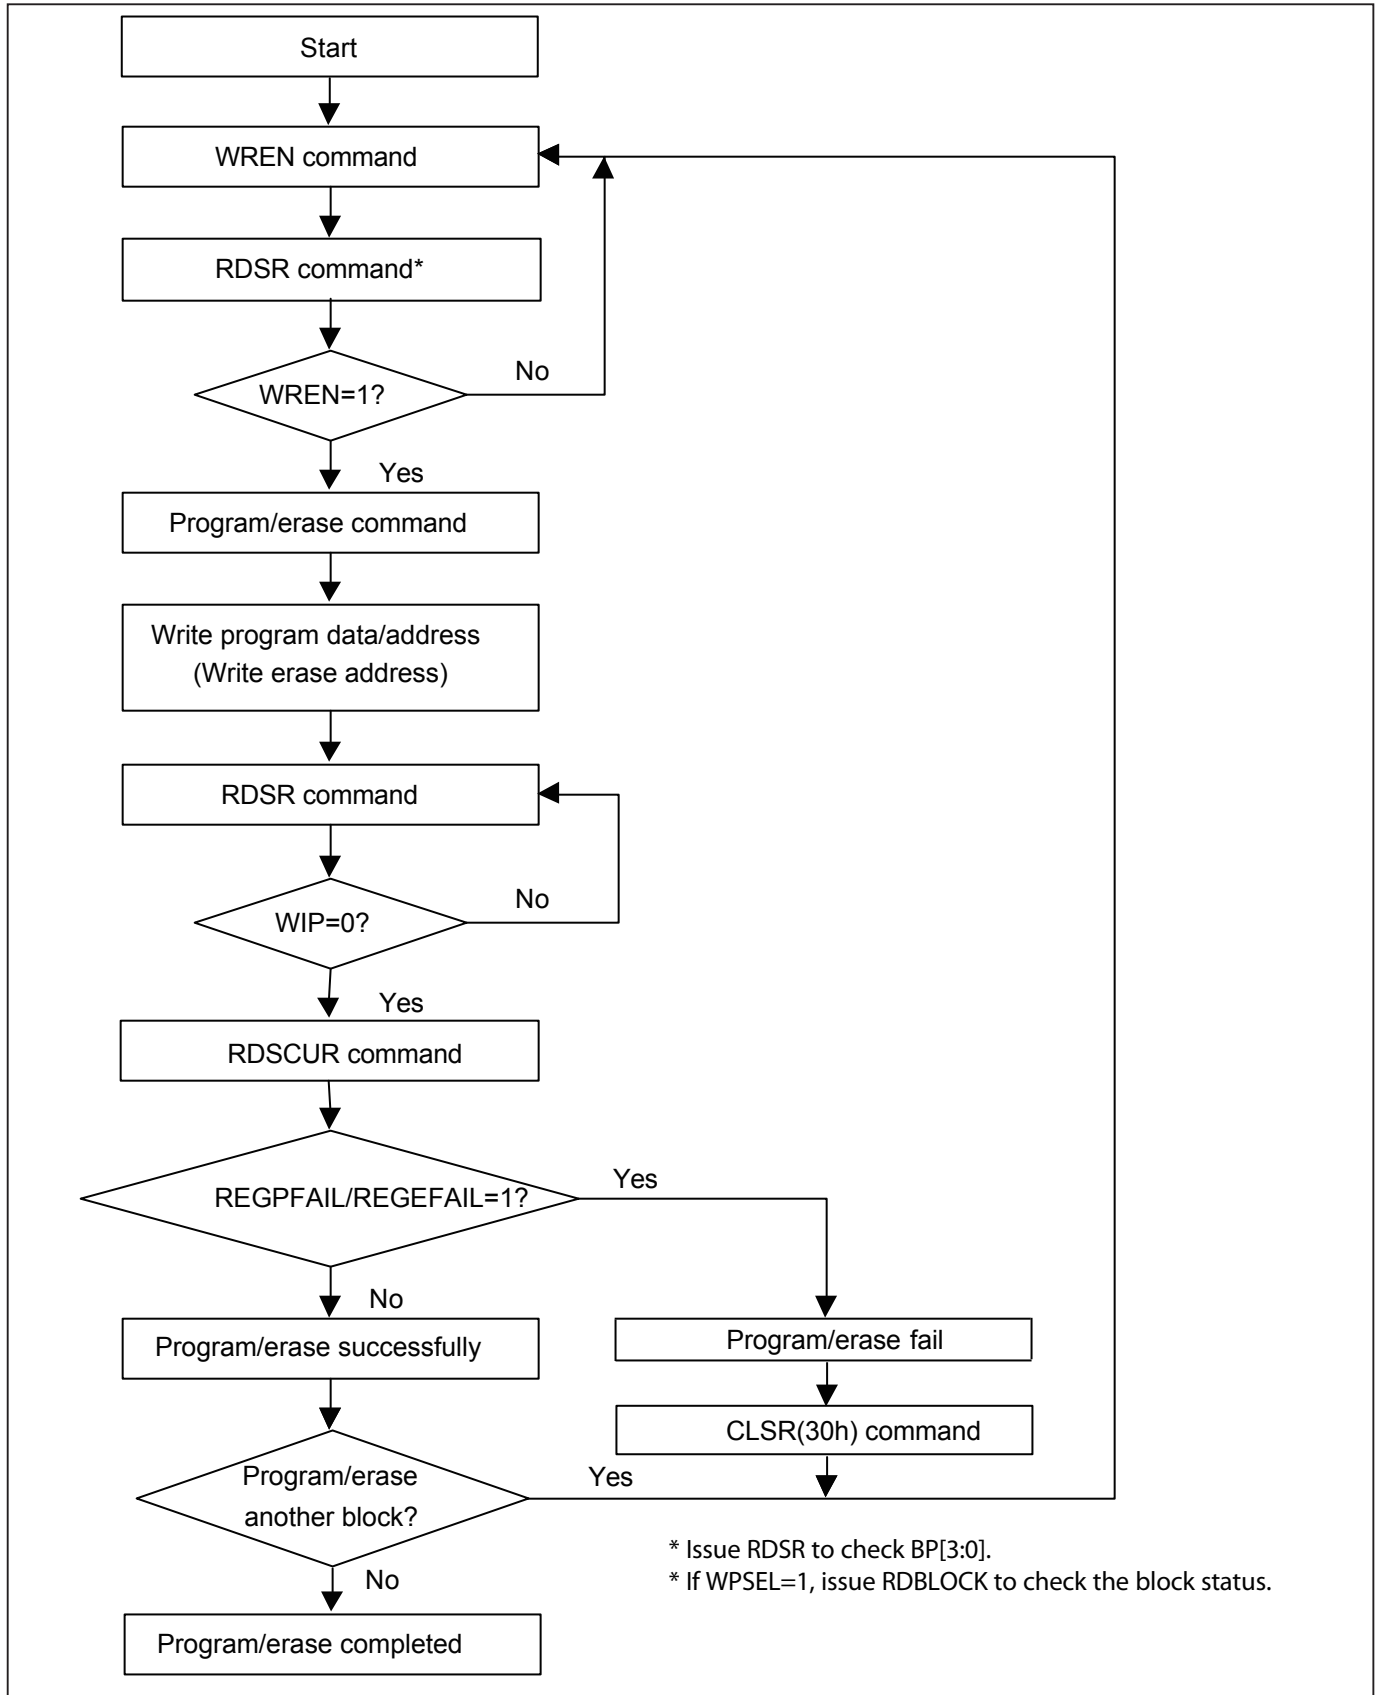 Start
WREN command
RDSR command*
WREN=1?
No
Yes
Program/erase command
Write program data/address
(Write erase address)
RDSR command
WIP=0?
No
Yes
RDSCUR command
REGPFAIL/REGEFAIL=1?
Yes
No
Program/erase successfully
Program/erase fail
CLSR(30h) command
Program/erase
another block?
Yes
No
* Issue RDSR to check BP[3:0].
* If WPSEL=1, issue RDBLOCK to check the block status.
Program/erase completed